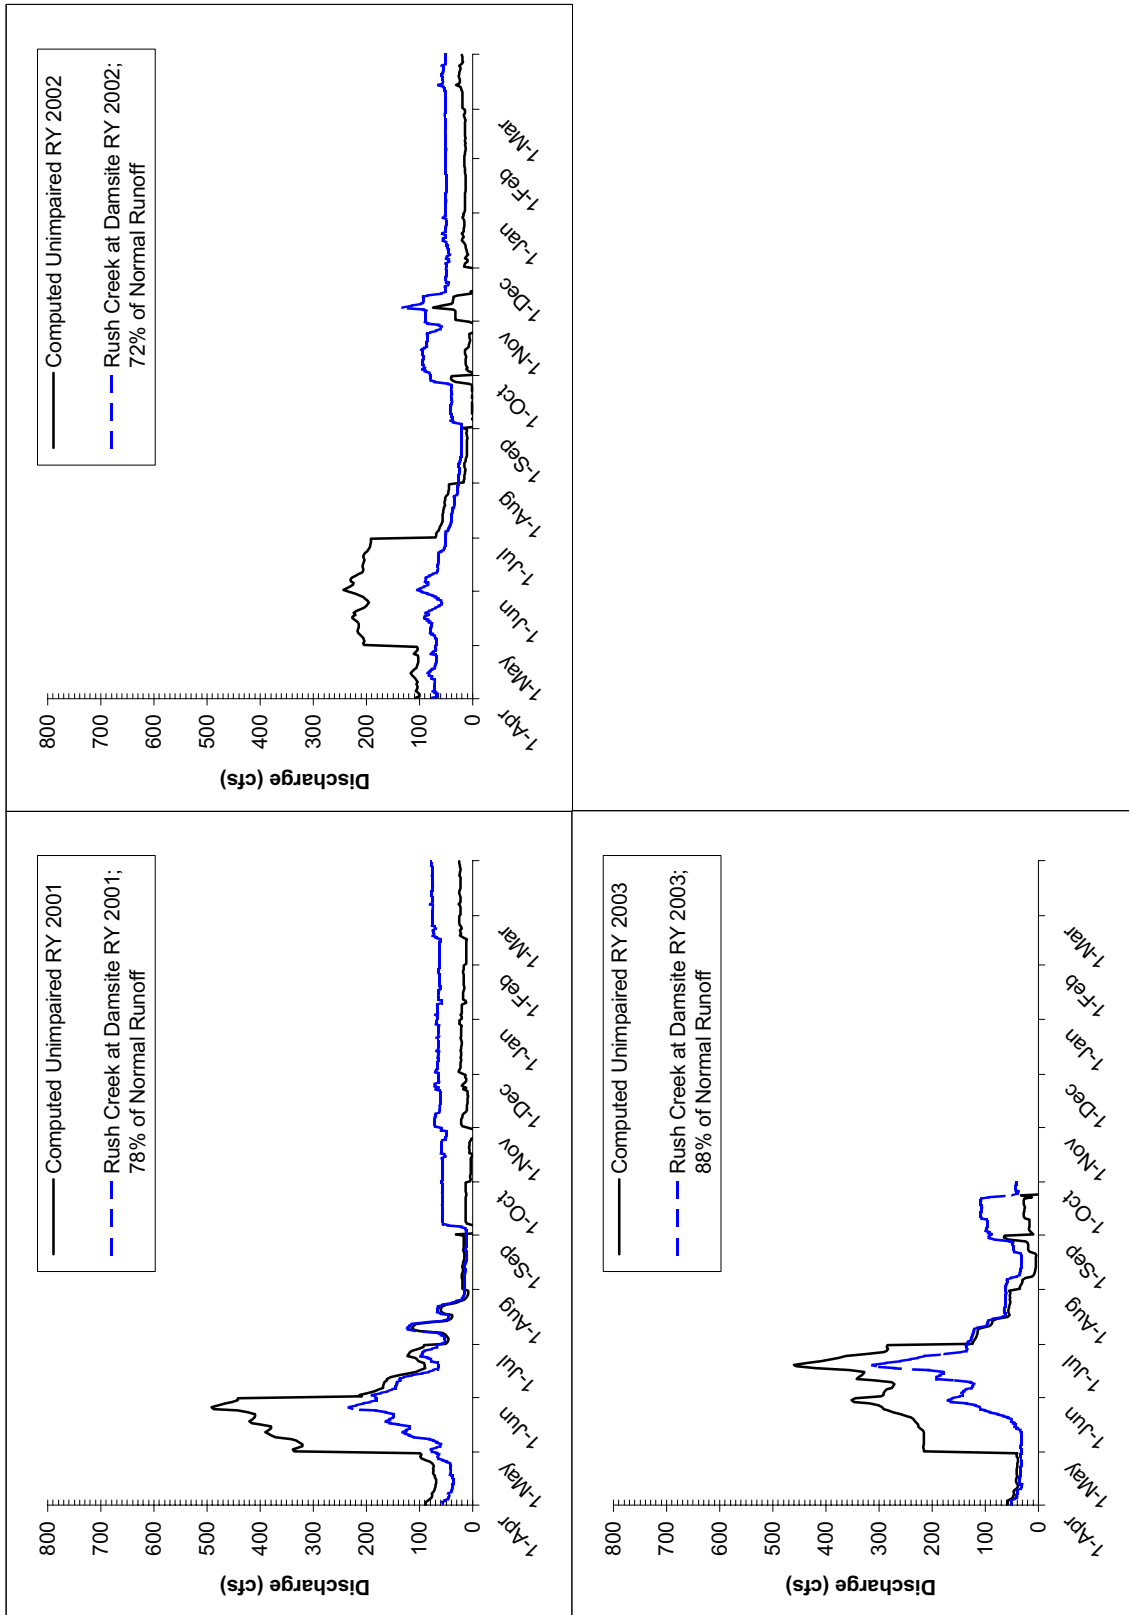 Computed Unimpaired RY 2001
Rush Creek at Damsite RY 2001;
78% of Normal Runoff
Discharge (cfs)
800
700
600
500
400
300
200
100
0
1-Apr
1-May
1-Jun
1-Jul
1-Aug
1-Sep
1-Oct
1-Nov
1-Dec
1-Jan
1-Feb
1-Mar
Computed Unimpaired RY 2002
Rush Creek at Damsite RY 2002;
72% of Normal Runoff
Discharge (cfs)
800
700
600
500
400
300
200
100
0
1-Apr
1-May
1-Jun
1-Jul
1-Aug
1-Sep
1-Oct
1-Nov
1-Dec
1-Jan
1-Feb
1-Mar
Computed Unimpaired RY 2003
Rush Creek at Damsite RY 2003;
88% of Normal Runoff
Discharge (cfs)
800
700
600
500
400
300
200
100
0
1-Apr
1-May
1-Jun
1-Jul
1-Aug
1-Sep
1-Oct
1-Nov
1-Dec
1-Jan
1-Feb
1-Mar